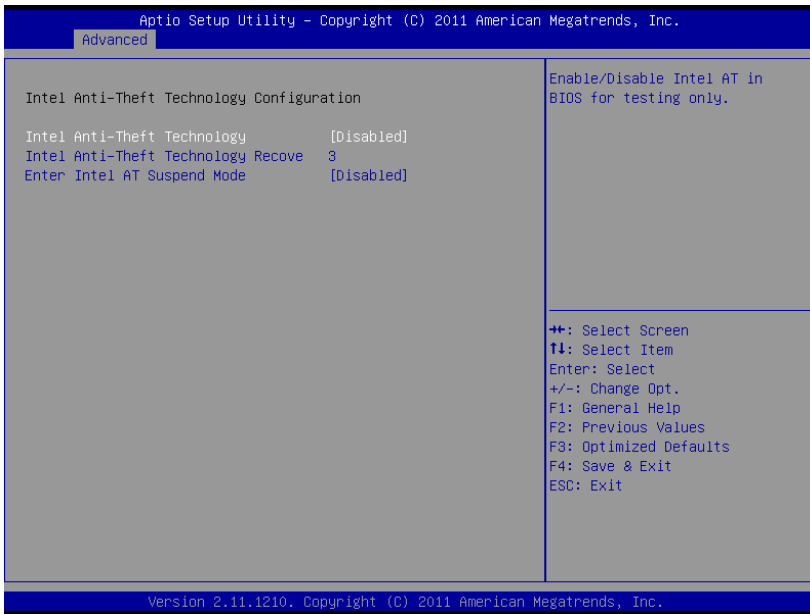 Aptio Setup Utility – Copyright (C) 2011 American Megatrends, Inc.
Advanced
Intel Anti-Theft Technology Configuration
Intel Anti-Theft Technology [Disabled]
Intel Anti-Theft Technology Recove 3
Enter Intel AT Suspend Mode [Disabled]
Enable/Disable Intel AT in
BIOS for testing only.
→←: Select Screen
↑↓: Select Item
Enter: Select
+/-: Change Opt.
F1: General Help
F2: Previous Values
F3: Optimized Defaults
F4: Save & Exit
ESC: Exit
Version 2.11.1210. Copyright (C) 2011 American Megatrends, Inc.